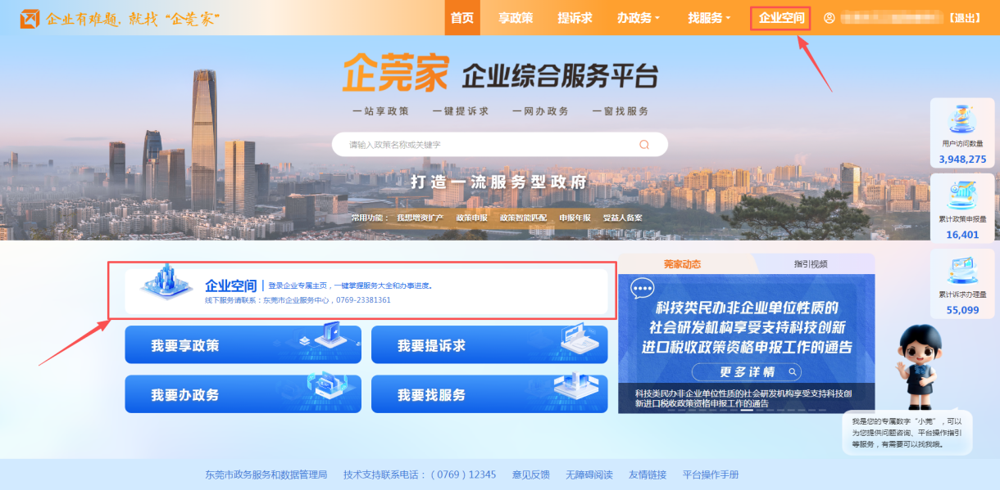 企业有难题,就找“企莞家”
首页 享政策 提诉求 办政务 找服务 企业空间 【退出】
企莞家 企业综合服务平台
一站享政策 一键提诉求 一网办政务 一窗找服务
请输入政策名称或关键字
打造一流服务型政府
常用功能: 我想增资扩产 政策申报 政策智能匹配 申报年报 受益人备案
用户访问数量
3,948,275
累计政策申报量
16,401
累计诉求办理量
55,099
企业空间 | 登录企业专属主页,一键掌握服务大全和办事进度。
线下服务请联系:东莞市企业服务中心,0769-23381361
我要享政策 我要提诉求
我要办政务 我要找服务
莞家动态 指引视频
科技类民办非企业单位性质的
社会研发机构享受支持科技创新
进口税收政策资格申报工作的通告
更多详情
科技类民办非企业单位性质的社会研发机构享受支持科技创
新进口税收政策资格申报工作的通告
我是您的专属数字“小莞”,可以
为您提供问题咨询、平台操作指引
等服务,有需要可以找我哦。
东莞市政务服务和数据管理局 技术支持联系电话:(0769)12345 意见反馈 无障碍阅读 友情链接 平台操作手册